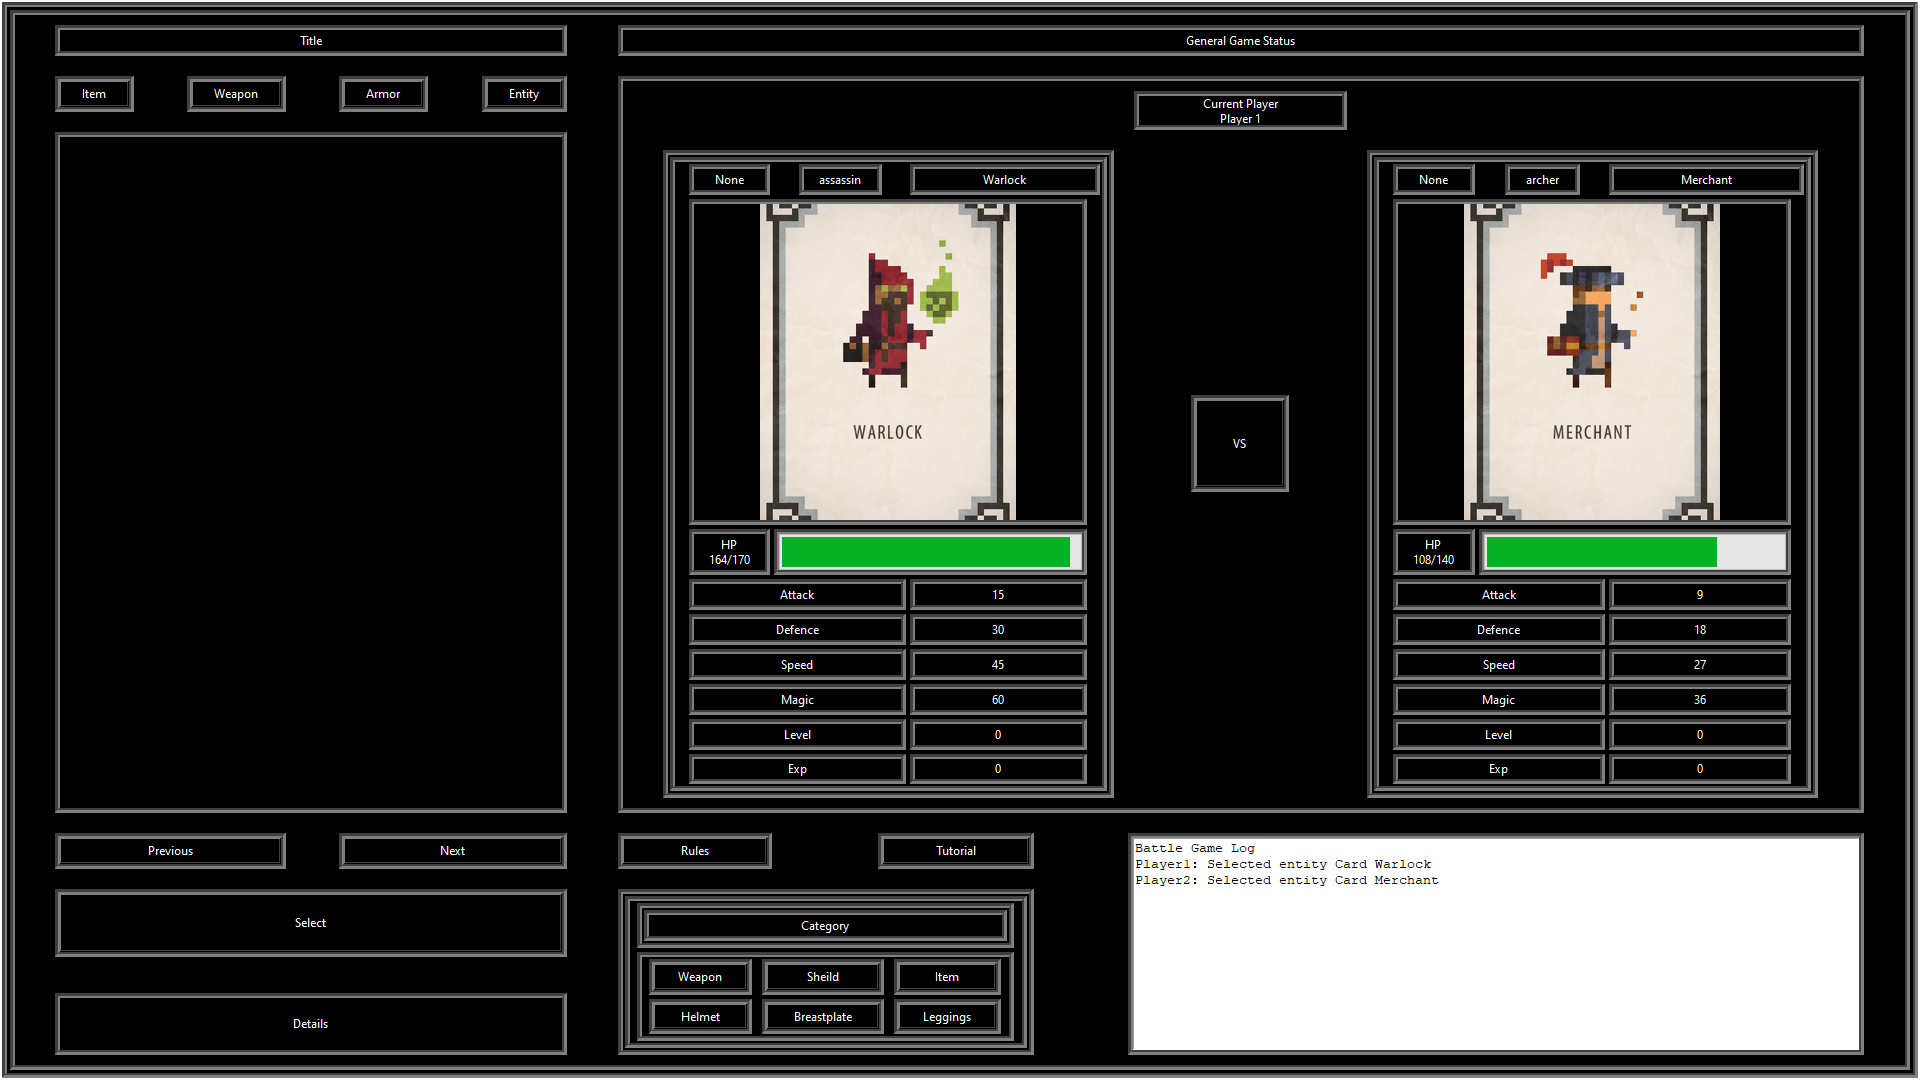 Title
General Game Status
Item
Weapon
Armor
Entity
Current Player
Player 1
None
assassin
Warlock
WARLOCK
HP
164/170
Attack
15
Defence
30
Speed
45
Magic
60
Level
0
Exp
0
VS
None
archer
Merchant
MERCHANT
HP
108/140
Attack
9
Defence
18
Speed
27
Magic
36
Level
0
Exp
0
Previous
Next
Select
Details
Rules
Tutorial
Category
Weapon
Sheild
Item
Helmet
Breastplate
Leggings
Battle Game Log
Player1: Selected entity Card Warlock
Player2: Selected entity Card Merchant